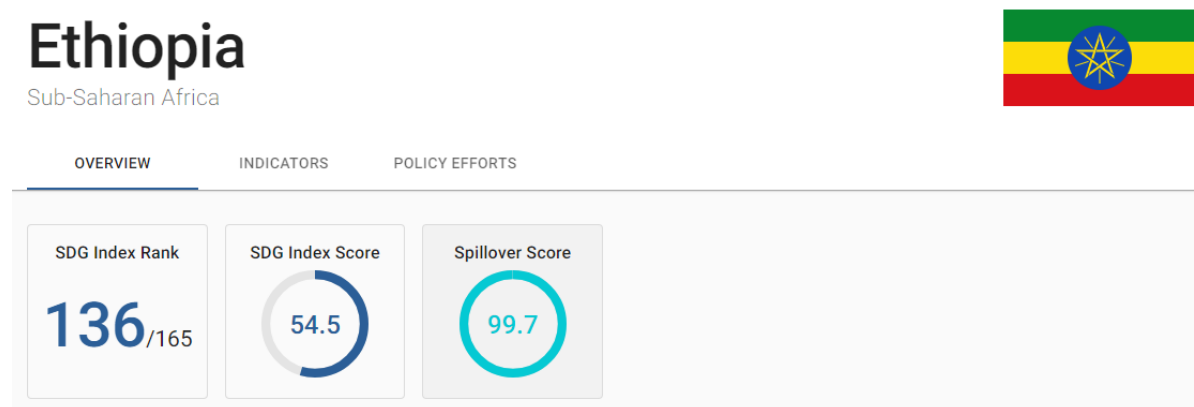 Ethiopia
Sub-Saharan Africa
OVERVIEW INDICATORS POLICY EFFORTS
SDG Index Rank SDG Index Score Spillover Score
136/165 54.5 99.7